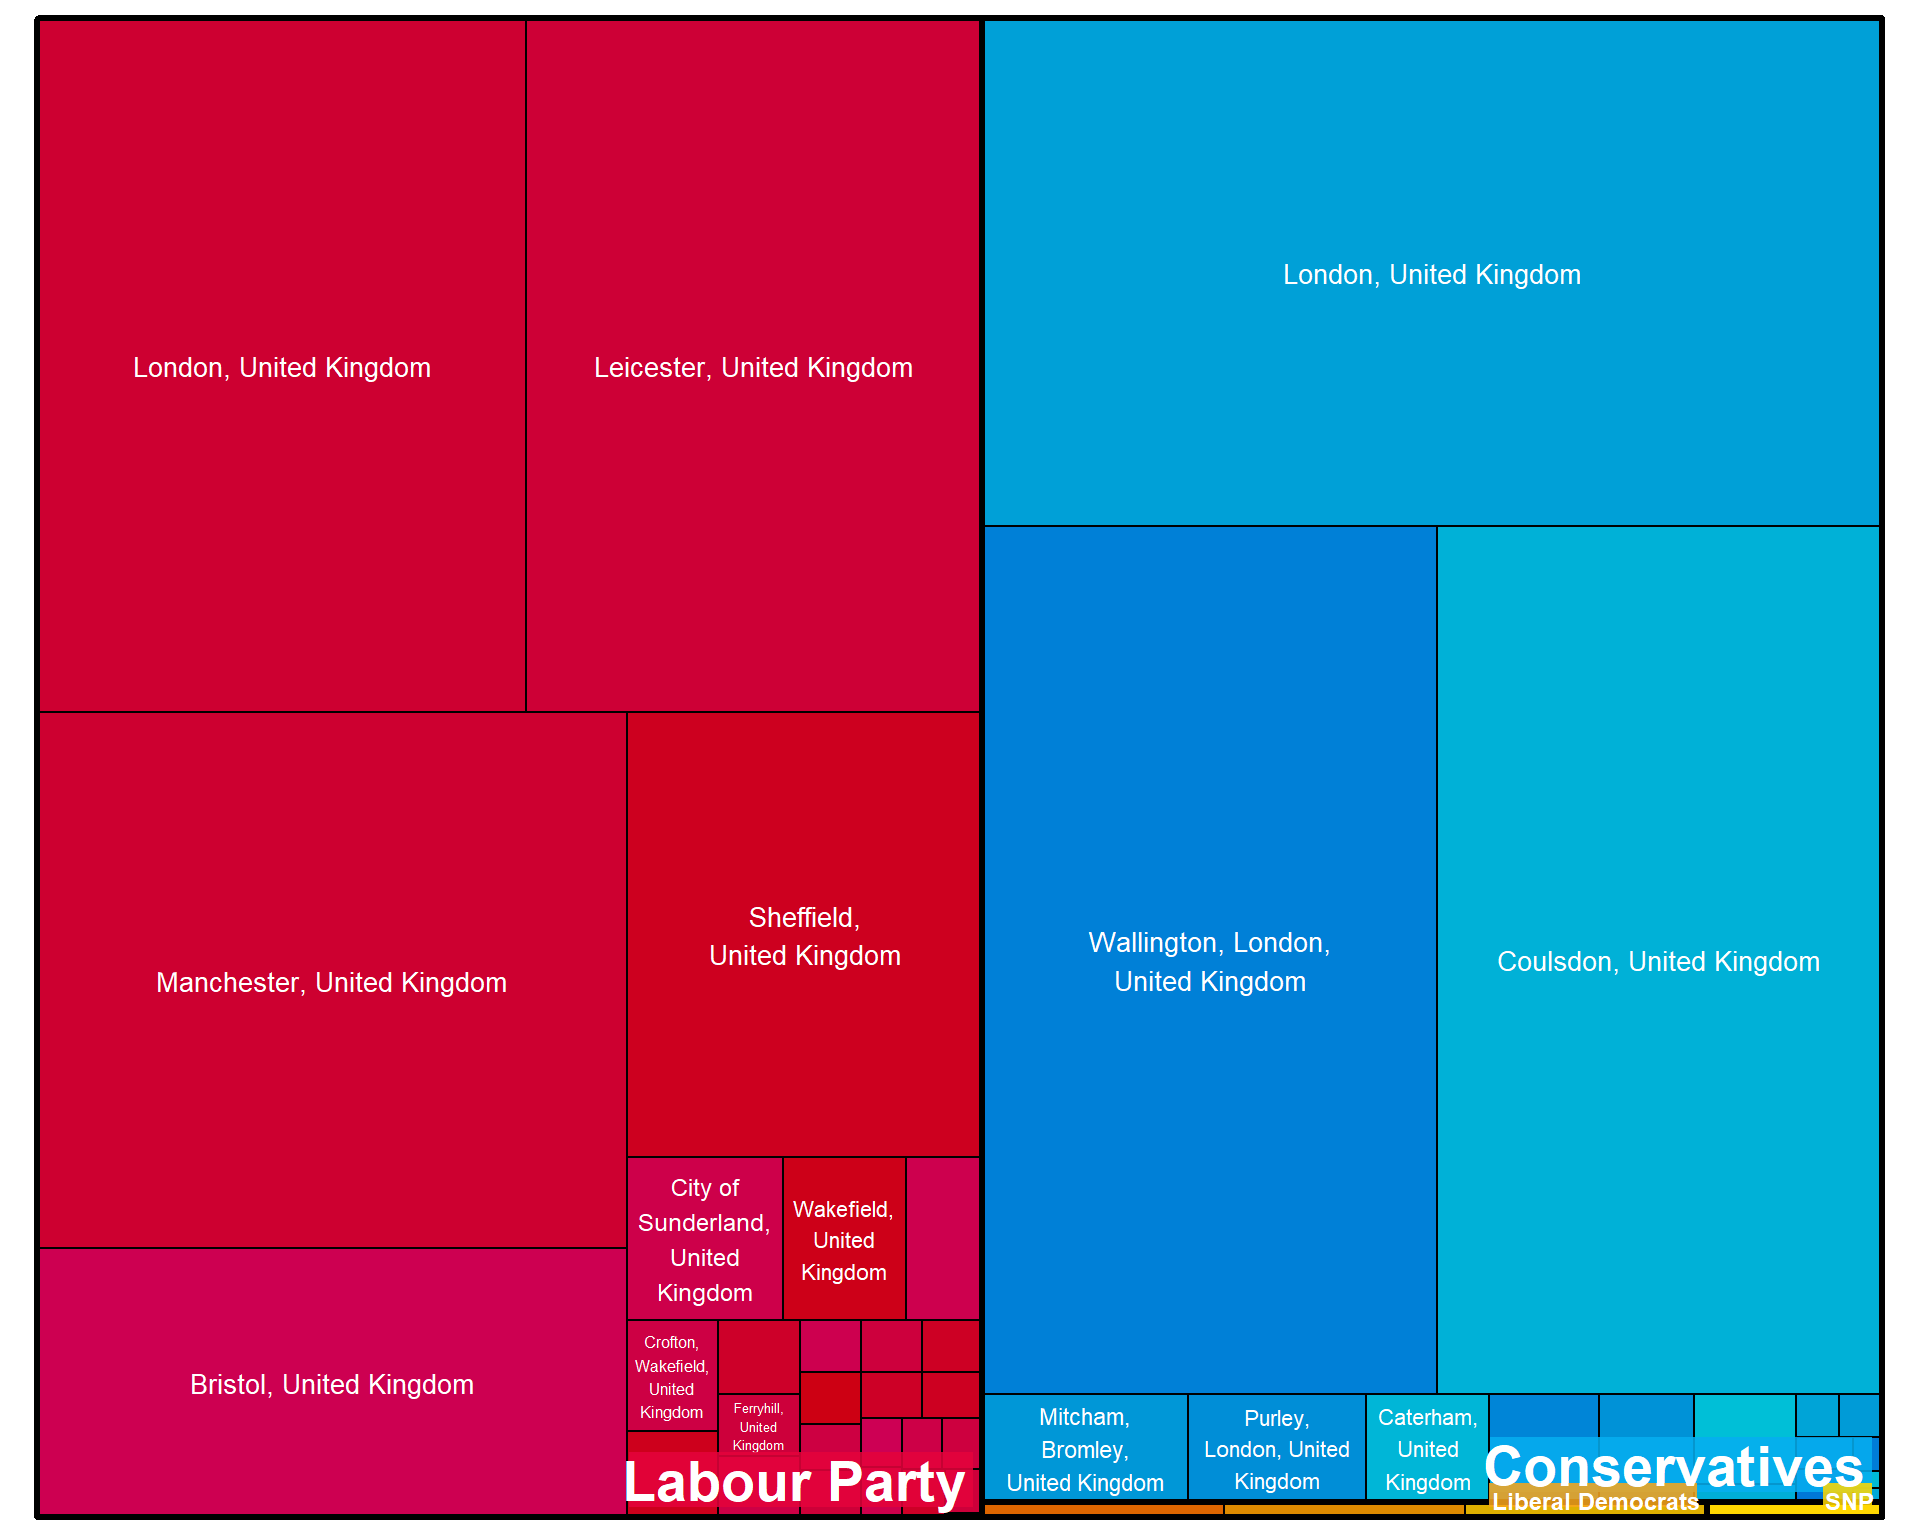 London, United Kingdom
Leicester, United Kingdom
Manchester, United Kingdom
Sheffield,
United Kingdom
Bristol, United Kingdom
City of
Sunderland,
United
Kingdom
Wakefield,
United
Kingdom
Crofton,
Wakefield,
United
Kingdom
Ferryhill,
United
Kingdom
Labour Party
London, United Kingdom
Wallington, London,
United Kingdom
Coulsdon, United Kingdom
Mitcham,
Bromley,
United Kingdom
Purley,
London, United
Kingdom
Caterham,
United
Kingdom
Conservatives
Liberal Democrats
SNP